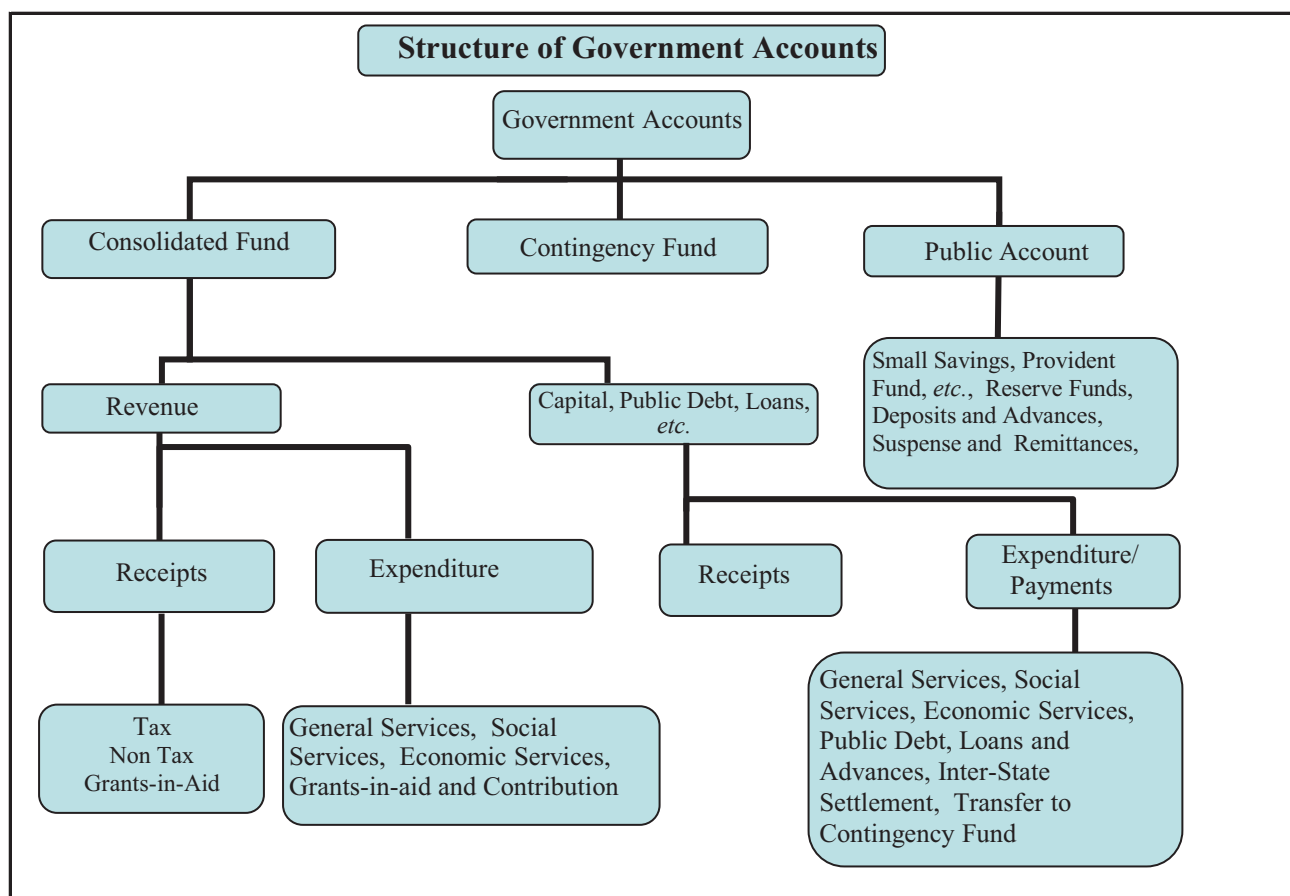 Structure of Government Accounts
Government Accounts
Consolidated Fund
Contingency Fund
Public Account
Small Savings, Provident
Fund, etc., Reserve Funds,
Deposits and Advances,
Suspense and Remittances,
Revenue
Capital, Public Debt, Loans,
etc.
Receipts
Expenditure
Receipts
Expenditure/
Payments
Tax
Non Tax
Grants-in-Aid
General Services, Social
Services, Economic Services,
Grants-in-aid and Contribution
General Services, Social
Services, Economic Services,
Public Debt, Loans and
Advances, Inter-State
Settlement, Transfer to
Contingency Fund